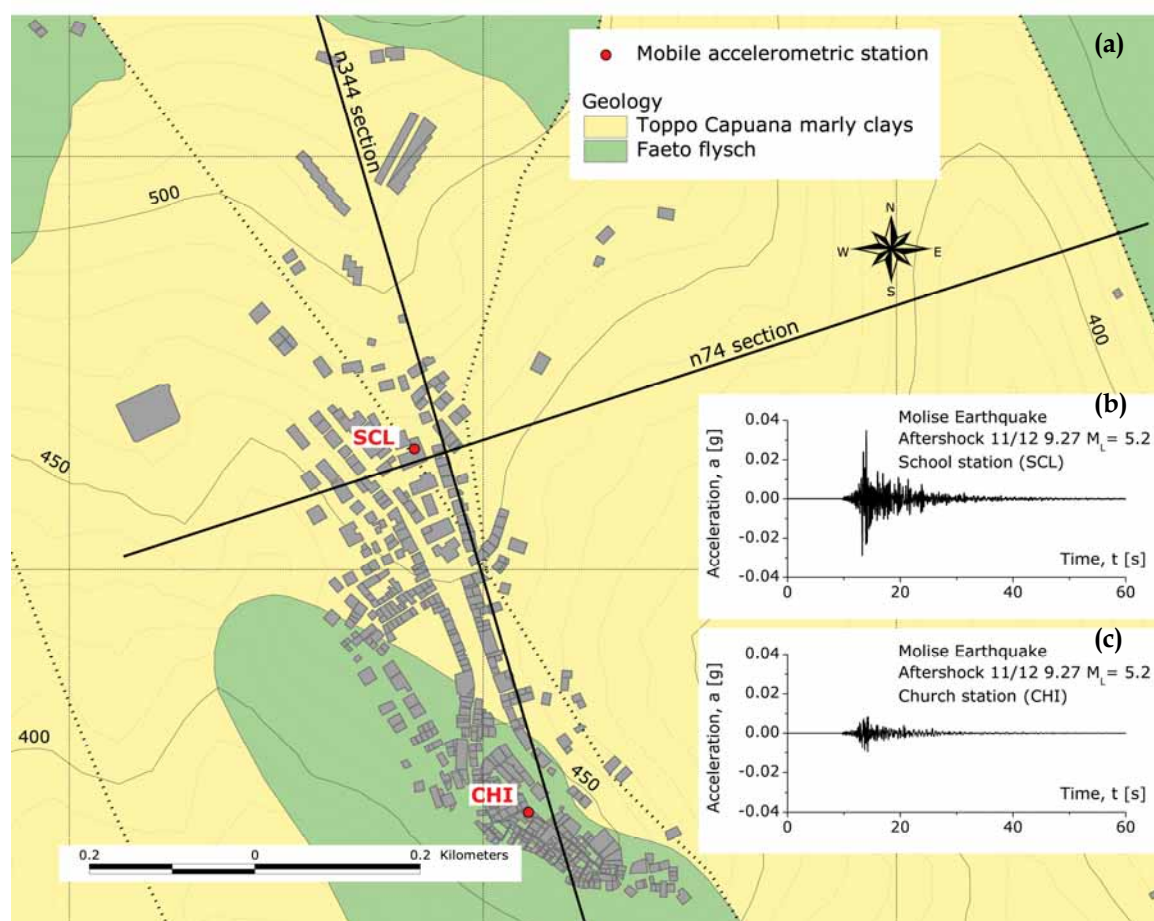 (a)
Mobile accelerometric station
Geology
Toppo Capuana marly clays
Faeto flysch
n344 section
500
N
W E
S
n74 section
400
SCL
450
(b)
0.04
0.02
0.00
-0.02
-0.04
Acceleration, a [g]
Molise Earthquake
Aftershock 11/12 9.27 ML= 5.2
School station (SCL)
Time, t [s]
0 20 40 60
(c)
0.04
0.02
0.00
-0.02
-0.04
Acceleration, a [g]
Molise Earthquake
Aftershock 11/12 9.27 ML= 5.2
Church station (CHI)
Time, t [s]
0 20 40 60
400
450
CHI
0.2 0 0.2 Kilometers